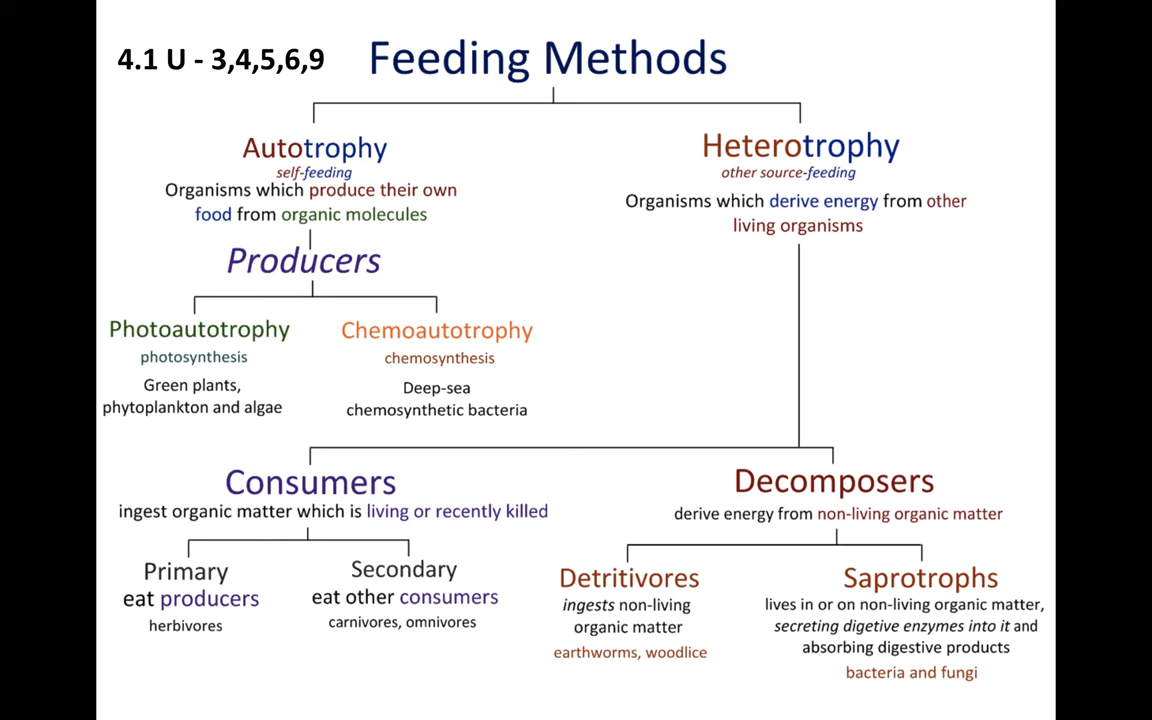 4.1 U - 3,4,5,6,9
Feeding Methods
Autotrophy
self-feeding
Organisms which produce their own
food from organic molecules
Heterotrophy
other source-feeding
Organisms which derive energy from other
living organisms
Producers
Photoautotrophy
photosynthesis
Green plants,
phytoplankton and algae
Chemoautotrophy
chemosynthesis
Deep-sea
chemosynthetic bacteria
Consumers
ingest organic matter which is living or recently killed
Decomposers
derive energy from non-living organic matter
Primary
eat producers
herbivores
Secondary
eat other consumers
carnivores, omnivores
Detritivores
ingests non-living
organic matter
earthworms, woodlice
Saprotrophs
lives in or on non-living organic matter,
secreting digetive enzymes into it and
absorbing digestive products
bacteria and fungi